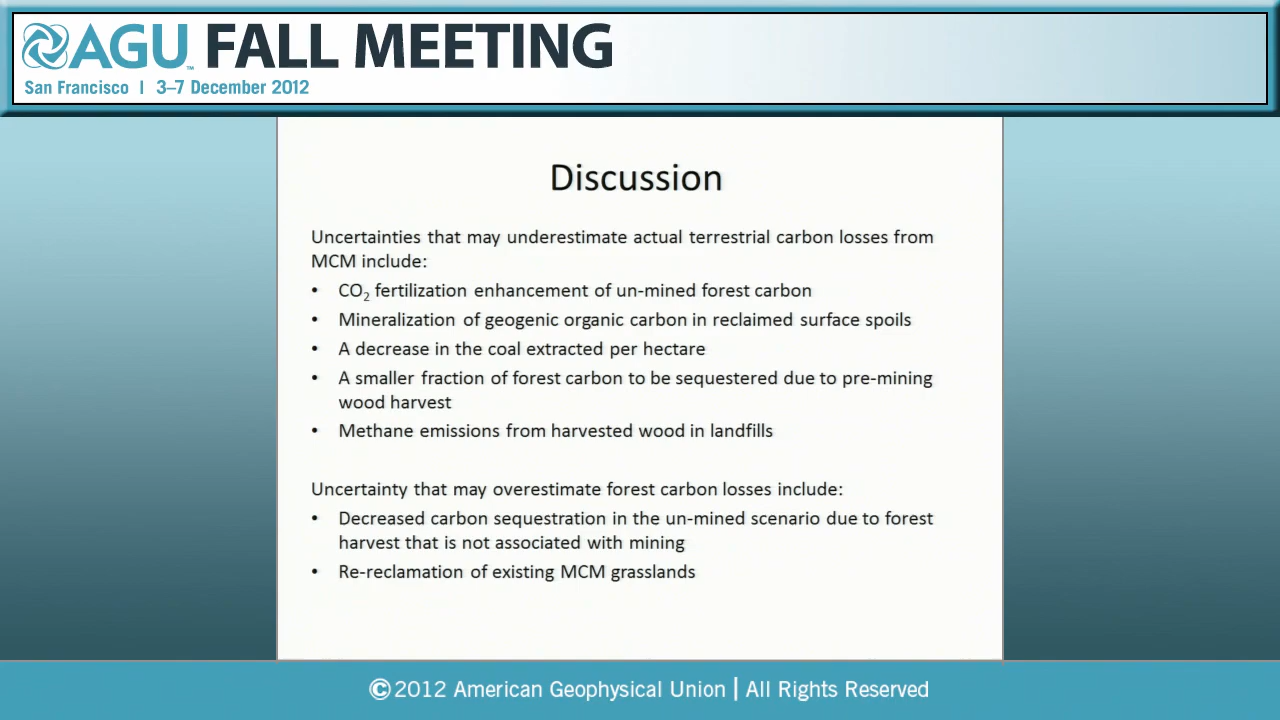 AGU™ FALL MEETING
San Francisco | 3–7 December 2012
Discussion
Uncertainties that may underestimate actual terrestrial carbon losses from
MCM include:
• CO₂ fertilization enhancement of un-mined forest carbon
• Mineralization of geogenic organic carbon in reclaimed surface spoils
• A decrease in the coal extracted per hectare
• A smaller fraction of forest carbon to be sequestered due to pre-mining
wood harvest
• Methane emissions from harvested wood in landfills
Uncertainty that may overestimate forest carbon losses include:
• Decreased carbon sequestration in the un-mined scenario due to forest
harvest that is not associated with mining
• Re-reclamation of existing MCM grasslands
©2012 American Geophysical Union | All Rights Reserved